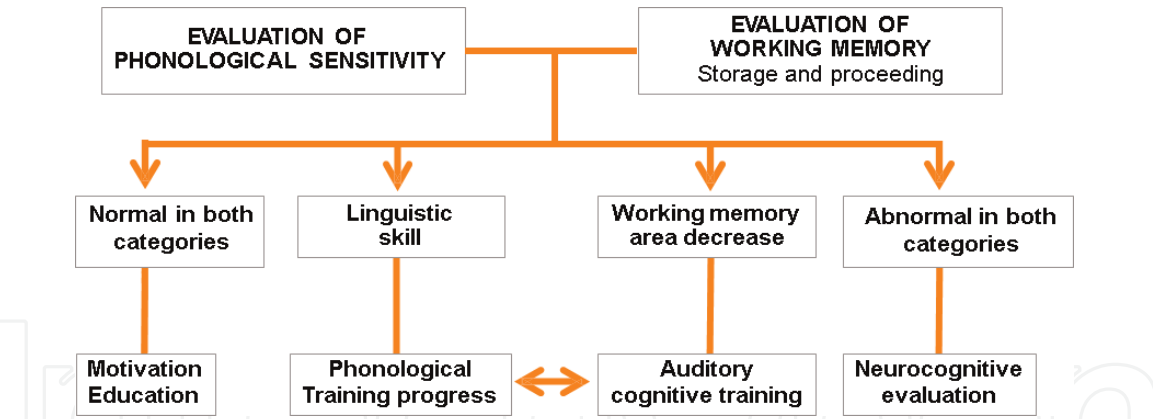 EVALUATION OF
PHONOLOGICAL SENSITIVITY
EVALUATION OF
WORKING MEMORY
Storage and proceeding
Normal in both
categories
Linguistic
skill
Working memory
area decrease
Abnormal in both
categories
Motivation
Education
Phonological
Training progress
Auditory
cognitive training
Neurocognitive
evaluation